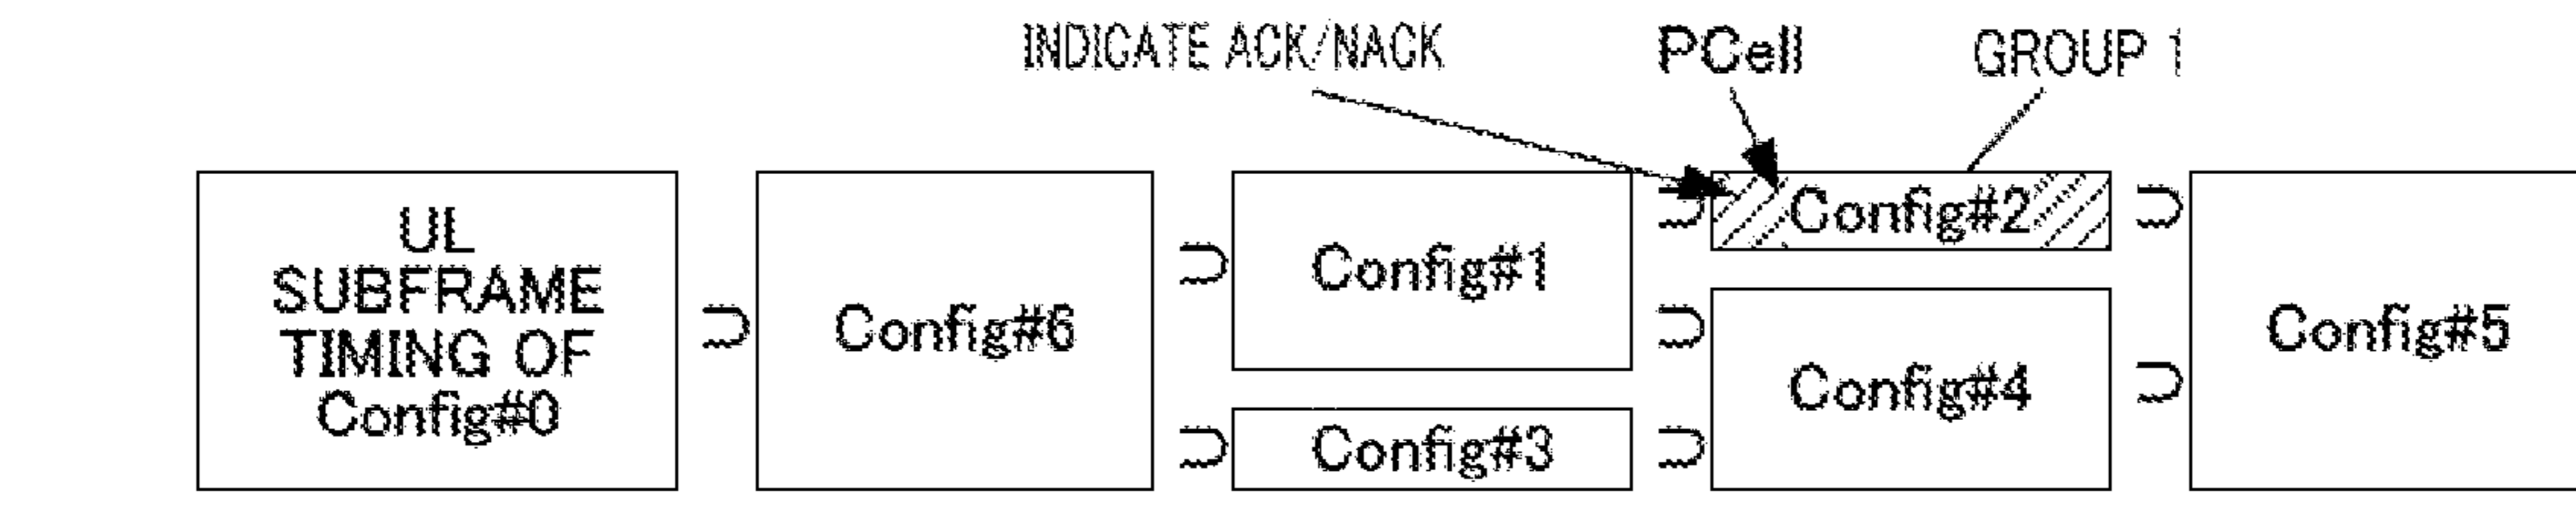 INDICATE ACK/NACK
PCell
GROUP 1
UL
SUBFRAME
TIMING OF
Config#0
⊃
Config#6
⊃
Config#1
⊃
Config#3
⊃
Config#2
⊃
Config#4
⊃
⊃
Config#5
⊃